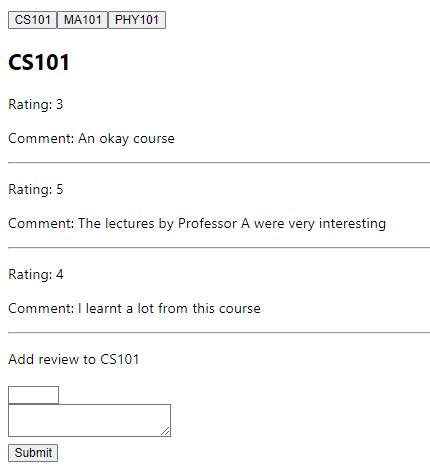 CS101 MA101 PHY101
CS101
Rating: 3
Comment: An okay course
Rating: 5
Comment: The lectures by Professor A were very interesting
Rating: 4
Comment: I learnt a lot from this course
Add review to CS101
Submit